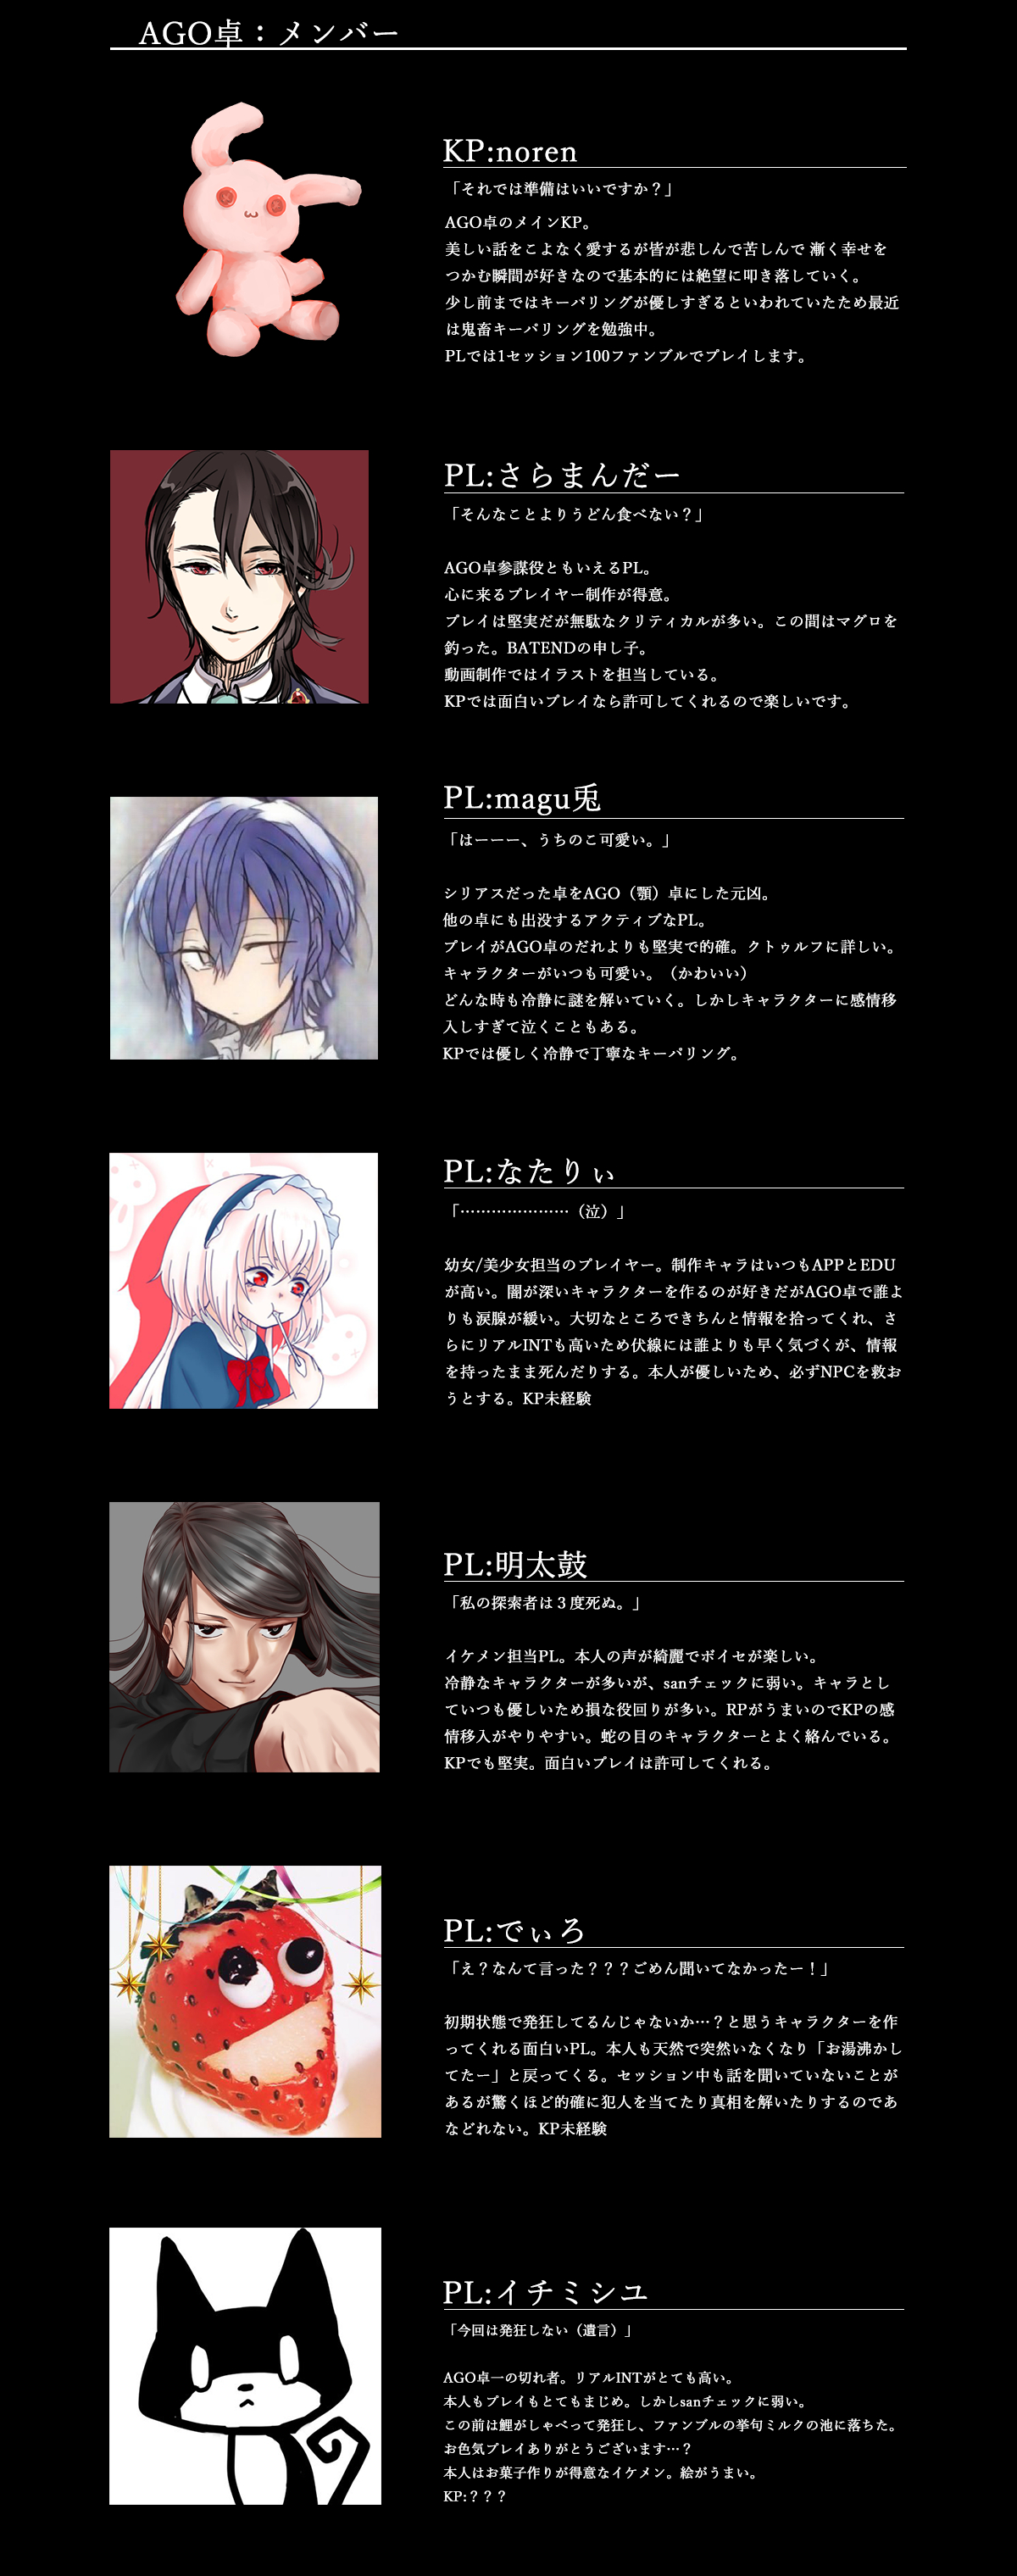 AGO卓：メンバー
KP:noren
「それでは準備はいいですか？」
AGO卓のメインKP。
美しい話をこよなく愛するが皆が悲しんで苦しんで 漸く幸せを
つかむ瞬間が好きなので基本的には絶望に叩き落していく。
少し前まではキーパリングが優しすぎるといわれていたため最近
は鬼畜キーパリングを勉強中。
PLでは1セッション100ファンブルでプレイします。
PL:さらまんだー
「そんなことよりうどん食べない？」
AGO卓参謀役ともいえるPL。
心に来るプレイヤー制作が得意。
プレイは堅実だが無駄なクリティカルが多い。この間はマグロを
釣った。BATENDの申し子。
動画制作ではイラストを担当している。
KPでは面白いプレイなら許可してくれるので楽しいです。
PL:magu兎
「はーーー、うちのこ可愛い。」
シリアスだった卓をAGO（顎）卓にした元凶。
他の卓にも出没するアクティブなPL。
プレイがAGO卓のだれよりも堅実で的確。クトゥルフに詳しい。
キャラクターがいつも可愛い。（かわいい）
どんな時も冷静に謎を解いていく。しかしキャラクターに感情移
入しすぎて泣くこともある。
KPでは優しく冷静で丁寧なキーパリング。
PL:なたりぃ
「…………………（泣）」
幼女/美少女担当のプレイヤー。制作キャラはいつもAPPとEDU
が高い。闇が深いキャラクターを作るのが好きだがAGO卓で誰よ
りも涙腺が緩い。大切なところできちんと情報を拾ってくれ、さ
らにリアルINTも高いため伏線には誰よりも早く気づくが、情報
を持ったまま死んだりする。本人が優しいため、必ずNPCを救お
うとする。KP未経験
PL:明太鼓
「私の探索者は３度死ぬ。」
イケメン担当PL。本人の声が綺麗でボイセが楽しい。
冷静なキャラクターが多いが、sanチェックに弱い。キャラとし
ていつも優しいため損な役回りが多い。RPがうまいのでKPの感
情移入がやりやすい。蛇の目のキャラクターとよく絡んでいる。
KPでも堅実。面白いプレイは許可してくれる。
PL:でぃろ
「え？なんて言った？？？ごめん聞いてなかったー！」
初期状態で発狂してるんじゃないか…？と思うキャラクターを作
ってくれる面白いPL。本人も天然で突然いなくなり「お湯沸かし
てたー」と戻ってくる。セッション中も話を聞いていないことが
あるが驚くほど的確に犯人を当てたり真相を解いたりするのであ
などれない。KP未経験
PL:イチミシユ
「今回は発狂しない（遺言）」
AGO卓一の切れ者。リアルINTがとても高い。
本人もプレイもとてもまじめ。しかしsanチェックに弱い。
この前は鯉がしゃべって発狂し、ファンブルの挙句ミルクの池に落ちた。
お色気プレイありがとうございます…？
本人はお菓子作りが得意なイケメン。絵がうまい。
KP:？？？